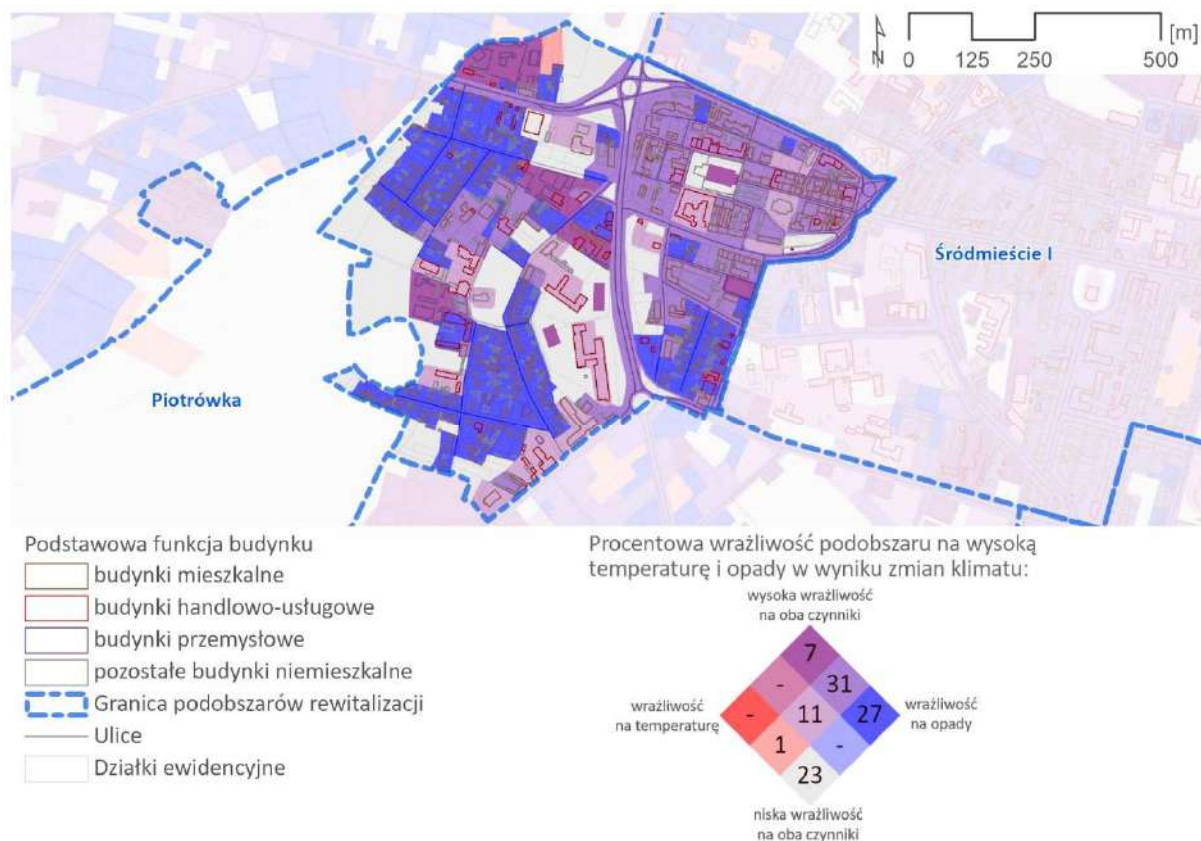 [m]
0 125 250 500
Śródmieście I
Piotrówka
Podstawowa funkcja budynku
budynki mieszkalne
budynki handlowo-usługowe
budynki przemysłowe
pozostałe budynki niemieszkalne
Granica podobszarów rewitalizacji
Ulice
Działki ewidencyjne
Procentowa wrażliwość podobszaru na wysoką
temperaturę i opady w wyniku zmian klimatu:
wysoka wrażliwość
na oba czynniki
7
- 31
wrażliwość
na temperaturę
- 11 27
wrażliwość
na opady
1 -
23
niska wrażliwość
na oba czynniki